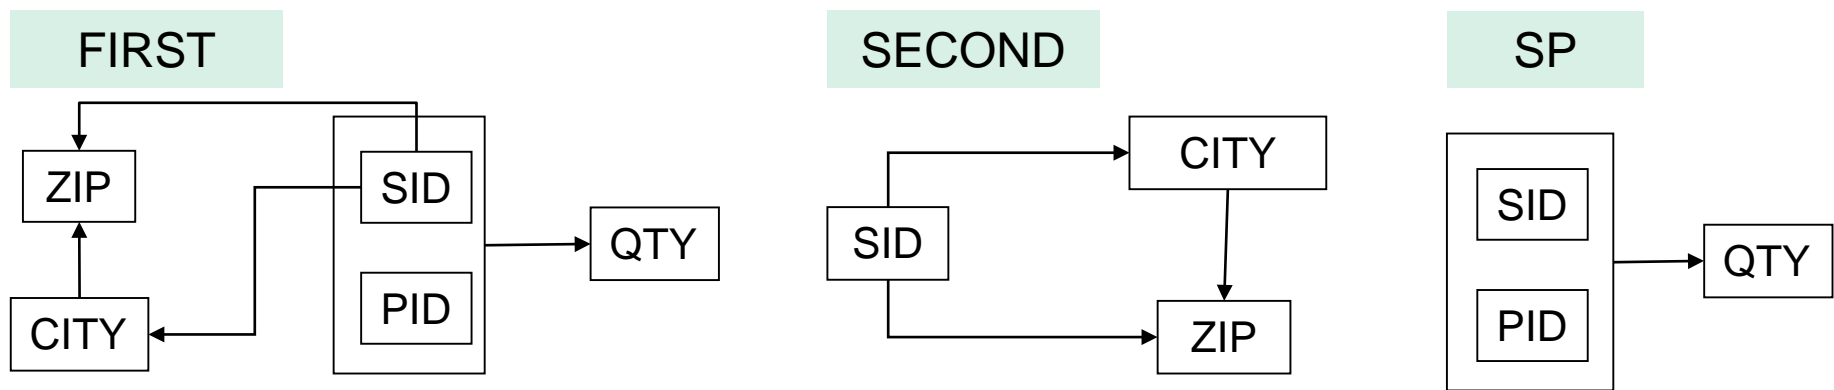 FIRST
ZIP
SID
QTY
PID
CITY
SECOND
CITY
SID
ZIP
SP
SID
QTY
PID